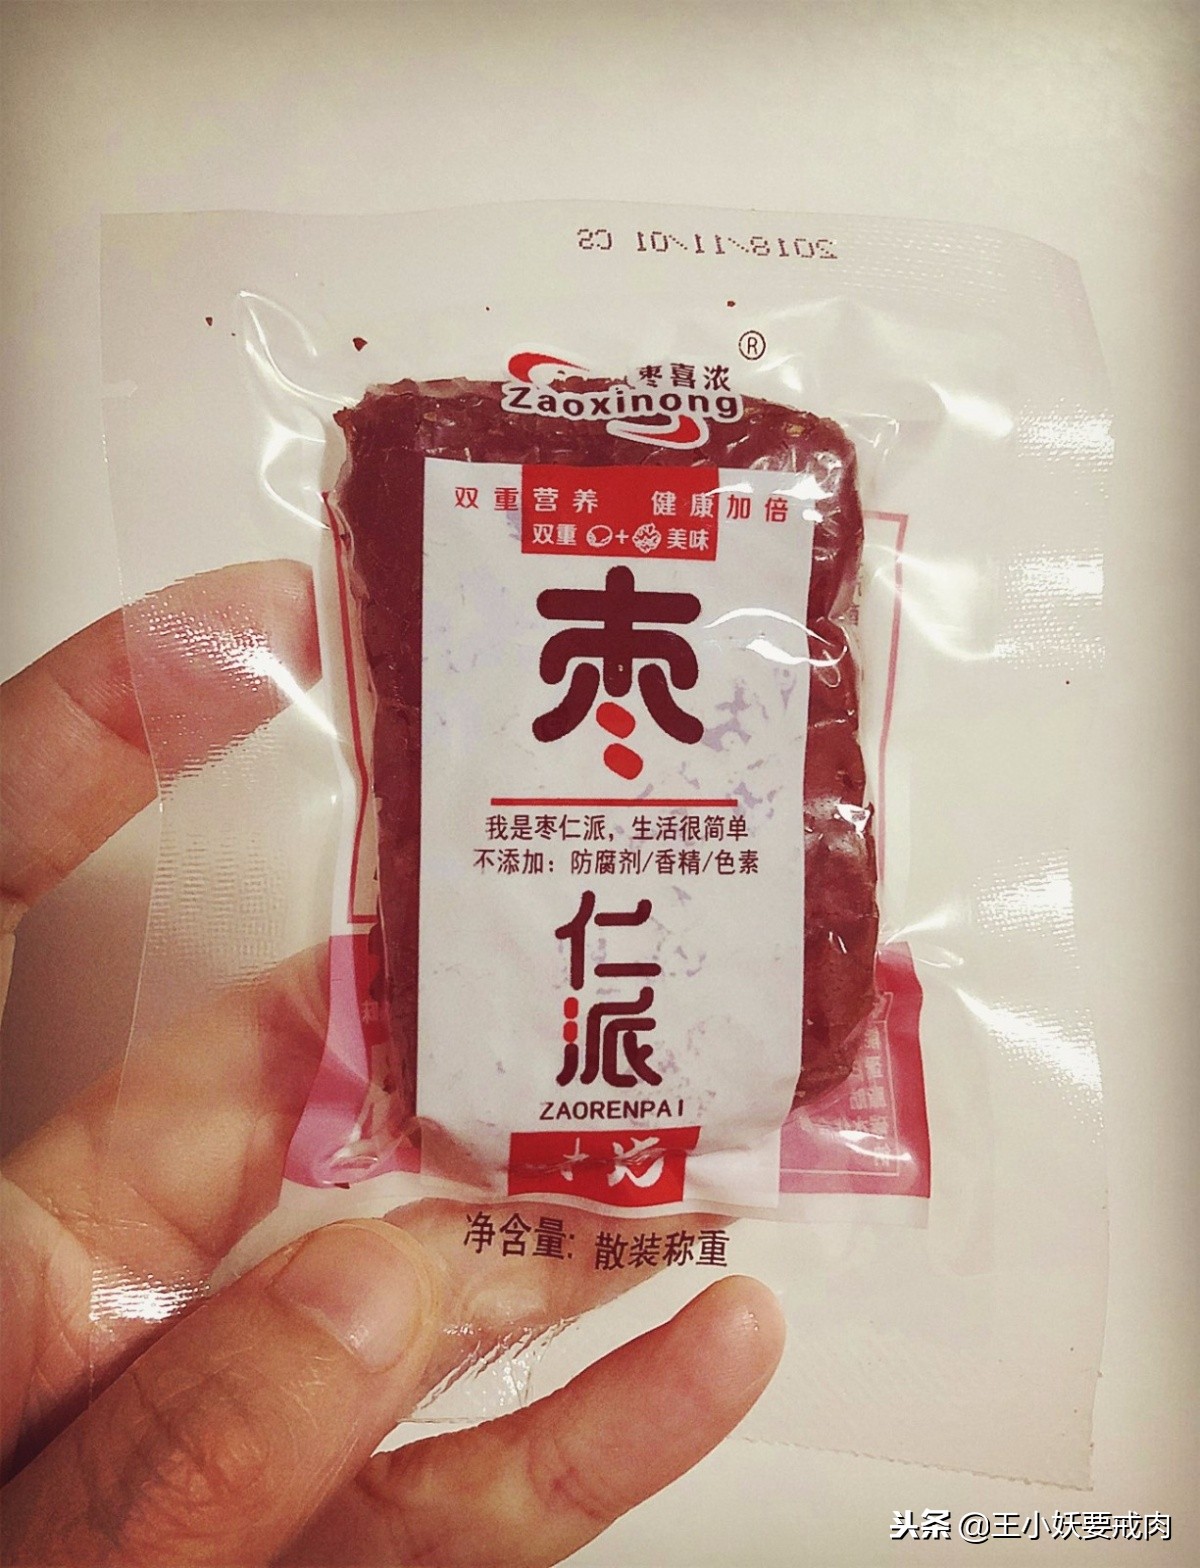 2018\11\01 CS
®
枣喜浓
Zaoxinong
双重营养 健康加倍
双重 + 美味
枣
我是枣仁派，生活很简单
不添加：防腐剂/香精/色素
仁
派
ZAORENPAI
净含量：散装称重
头条 @王小妖要戒肉